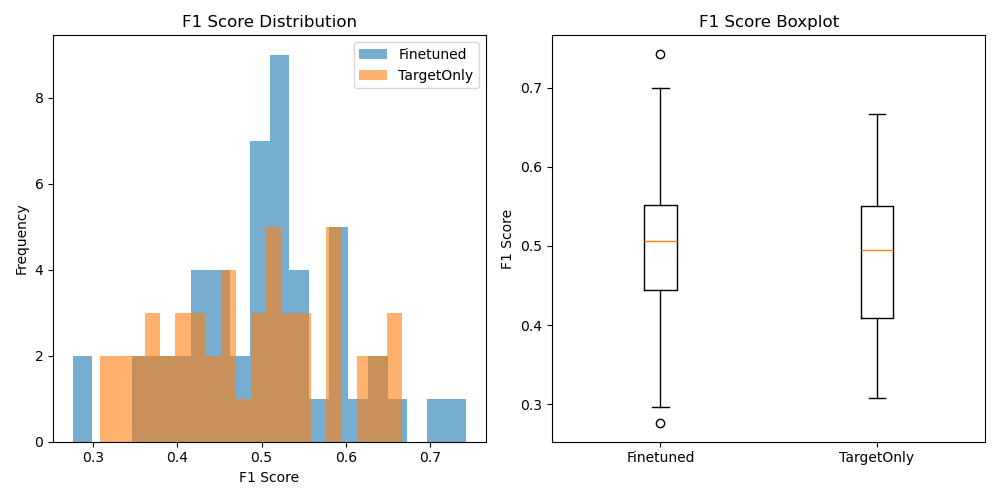 F1 Score Distribution
Finetuned
TargetOnly
Frequency
8
6
4
2
0
0.3 0.4 0.5 0.6 0.7
F1 Score
F1 Score Boxplot
F1 Score
0.7
0.6
0.5
0.4
0.3
Finetuned TargetOnly